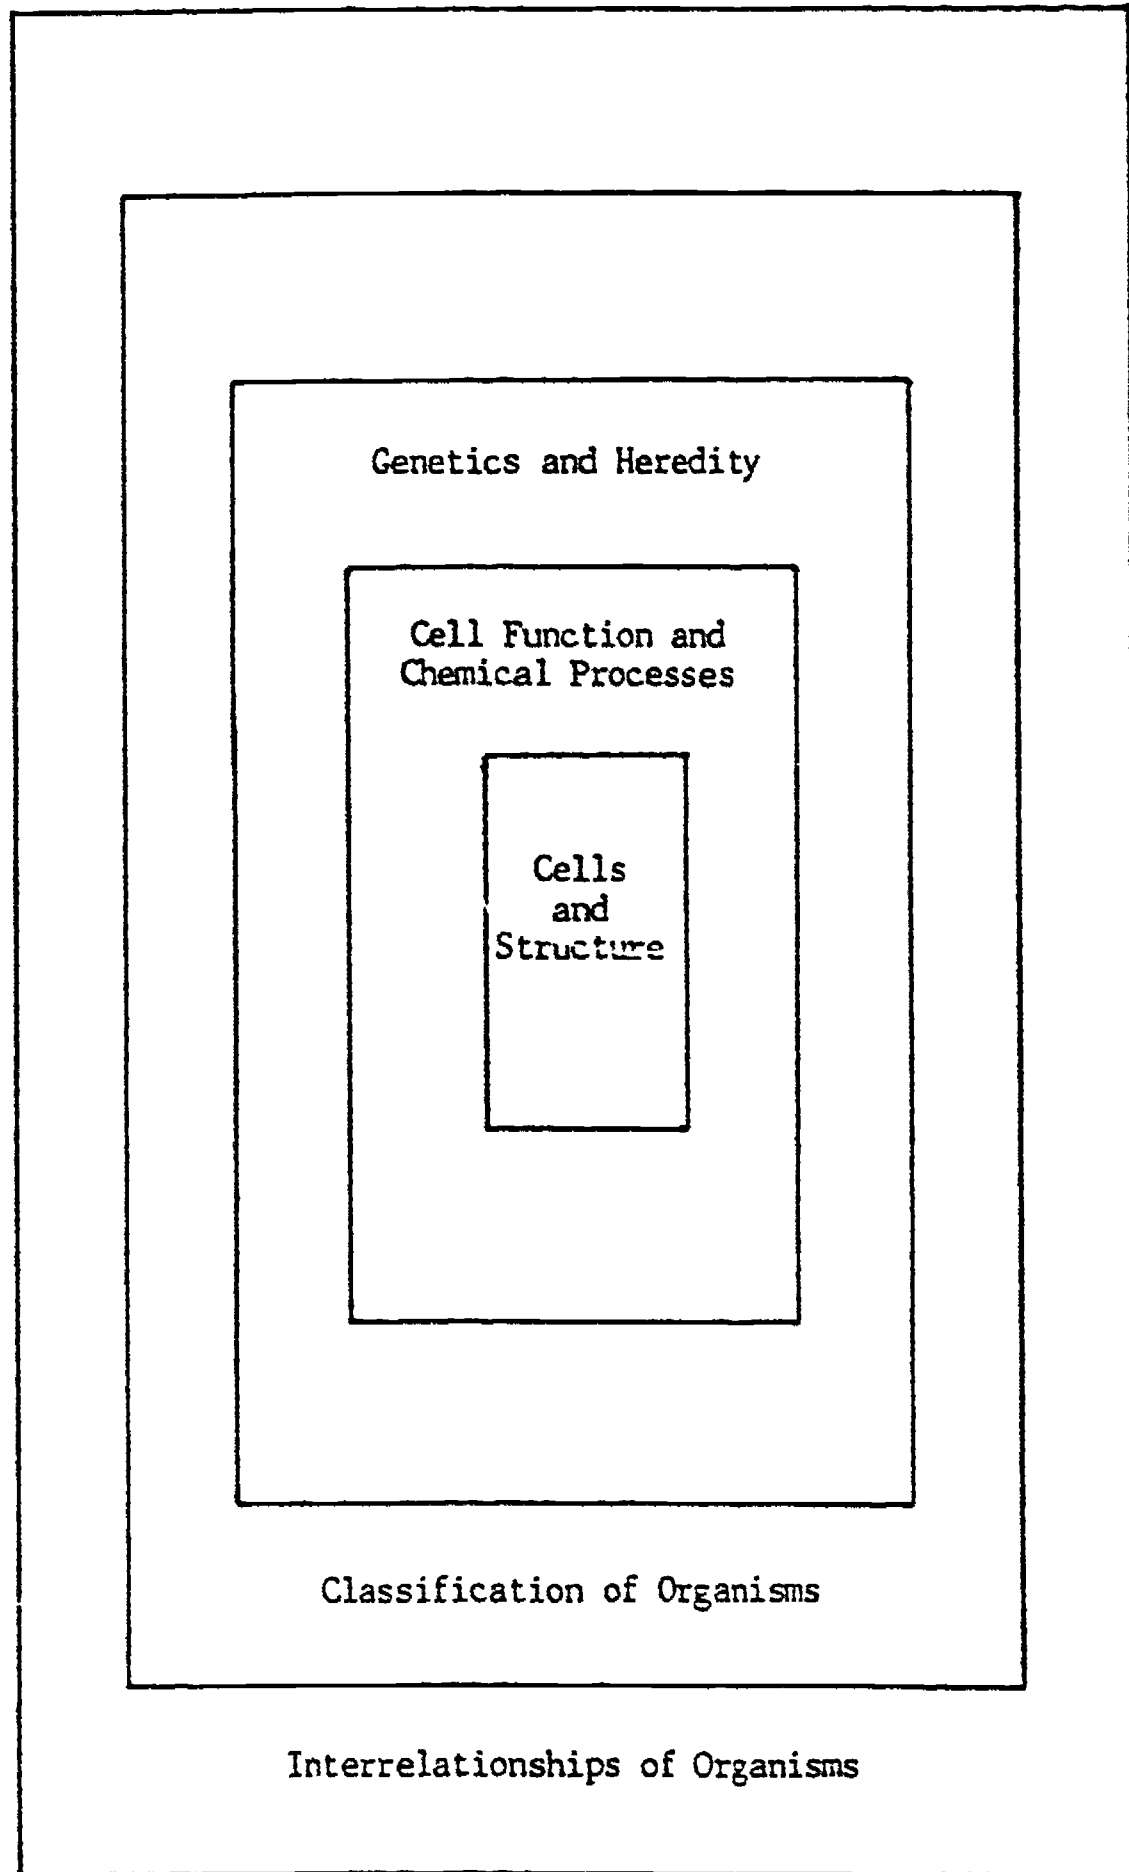 Genetics and Heredity
Cell Function and
Chemical Processes
Cells
and
Structure
Classification of Organisms
Interrelationships of Organisms